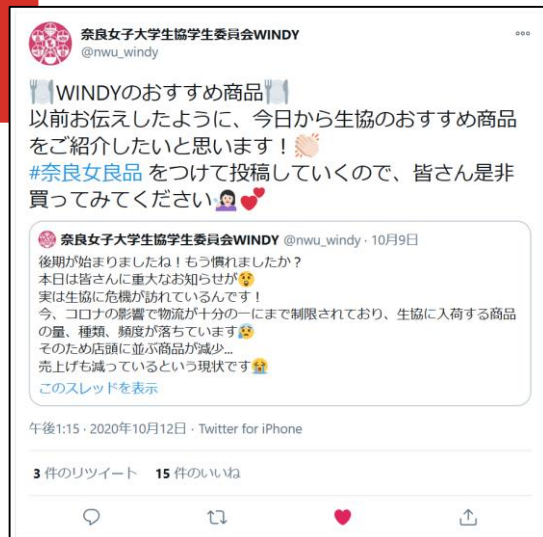 奈良女子大学生協学生委員会WINDY
@nwu_windy
🍽️WINDYのおすすめ商品🍽️
以前お伝えしたように、今日から生協のおすすめ商品
をご紹介したいと思います！👏🏻
#奈良女良品 をつけて投稿していくので、皆さん是非
買ってみてください💁🏻‍♀️💕
奈良女子大学生協学生委員会WINDY @nwu_windy · 10月9日
後期が始まりましたね！もう慣れましたか？
本日は皆さんに重大なお知らせが😲
実は生協に危機が訪れているんです！
今、コロナの影響で物流が十分の一にまで制限されており、生協に入荷する商品
の量、種類、頻度が落ちています😰
そのため店頭に並ぶ商品が減少...
売上げも減っているという現状です😭
このスレッドを表示
午後1:15 · 2020年10月12日 · Twitter for iPhone
3 件のリツイート 15 件のいいね